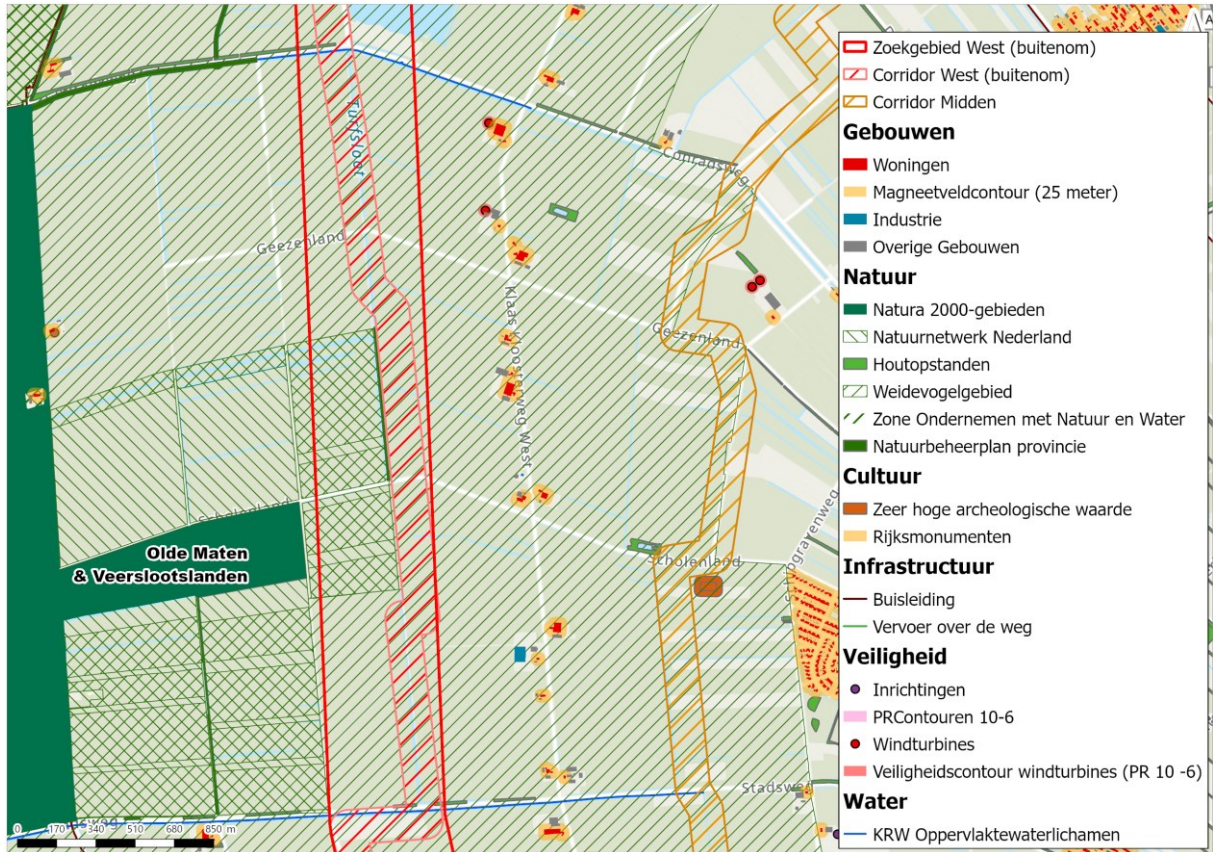 Zoekgebied West (buitenom)
Corridor West (buitenom)
Corridor Midden
Gebouwen
Woningen
Magneetveldcontour (25 meter)
Industrie
Overige Gebouwen
Natuur
Natura 2000-gebieden
Natuurnetwerk Nederland
Houtopstanden
Weidevogelgebied
Zone Ondernemen met Natuur en Water
Natuurbeheerplan provincie
Cultuur
Zeer hoge archeologische waarde
Rijksmonumenten
Infrastructuur
Buisleiding
Vervoer over de weg
Veiligheid
Inrichtingen
PRContouren 10-6
Windturbines
Veiligheidscontour windturbines (PR 10 -6)
Water
KRW Oppervlaktewaterlichamen
Turfsloot
Conradsweg
Geezenland
Klaas Kloosterweg West
Geezenland
Scholenland
Olde Maten
& Veerslootslanden
Scholenland
Stadsweg
0 170 340 510 680 850 m